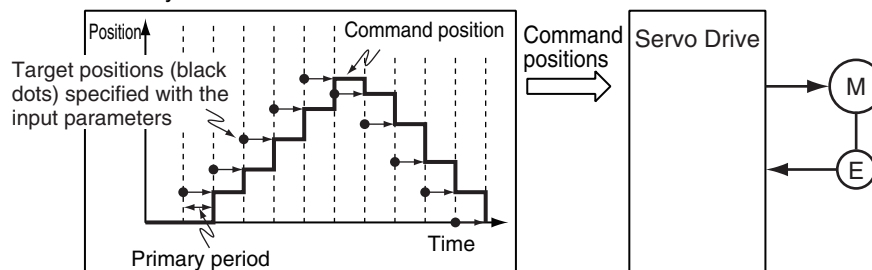 Position
Command position
Target positions (black
dots) specified with the
input parameters
Primary period
Time
Command
positions
Servo Drive
M
E